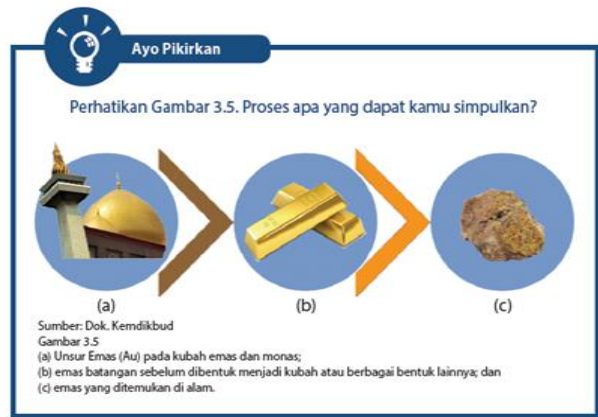 Ayo Pikirkan
Perhatikan Gambar 3.5. Proses apa yang dapat kamu simpulkan?
(a)
(b)
(c)
Sumber: Dok. Kemdikbud
Gambar 3.5
(a) Unsur Emas (Au) pada kubah emas dan monas;
(b) emas batangan sebelum dibentuk menjadi kubah atau berbagai bentuk lainnya; dan
(c) emas yang ditemukan di alam.